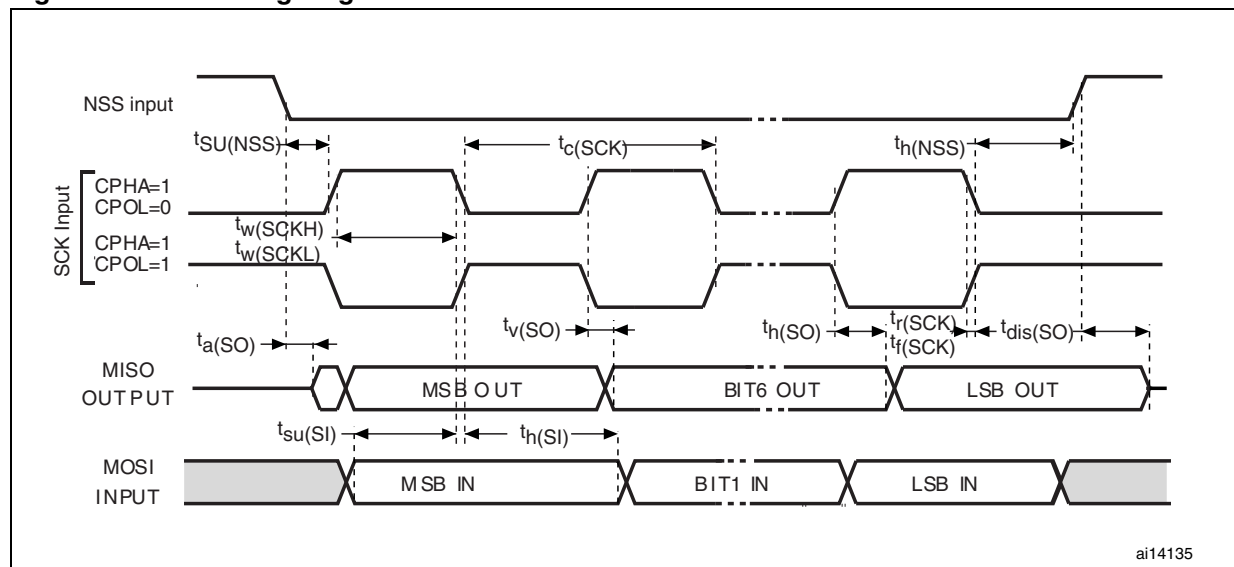 NSS input
tSU(NSS)
tc(SCK)
th(NSS)
SCK Input
CPHA=1
CPOL=0
CPHA=1
CPOL=1
tw(SCKH)
tw(SCKL)
ta(SO)
tv(SO)
th(SO)
tr(SCK)
tf(SCK)
tdis(SO)
MISO
OUTPUT
MSB OUT
BIT6 OUT
LSB OUT
tsu(SI)
th(SI)
MOSI
INPUT
MSB IN
BIT1 IN
LSB IN
ai14135